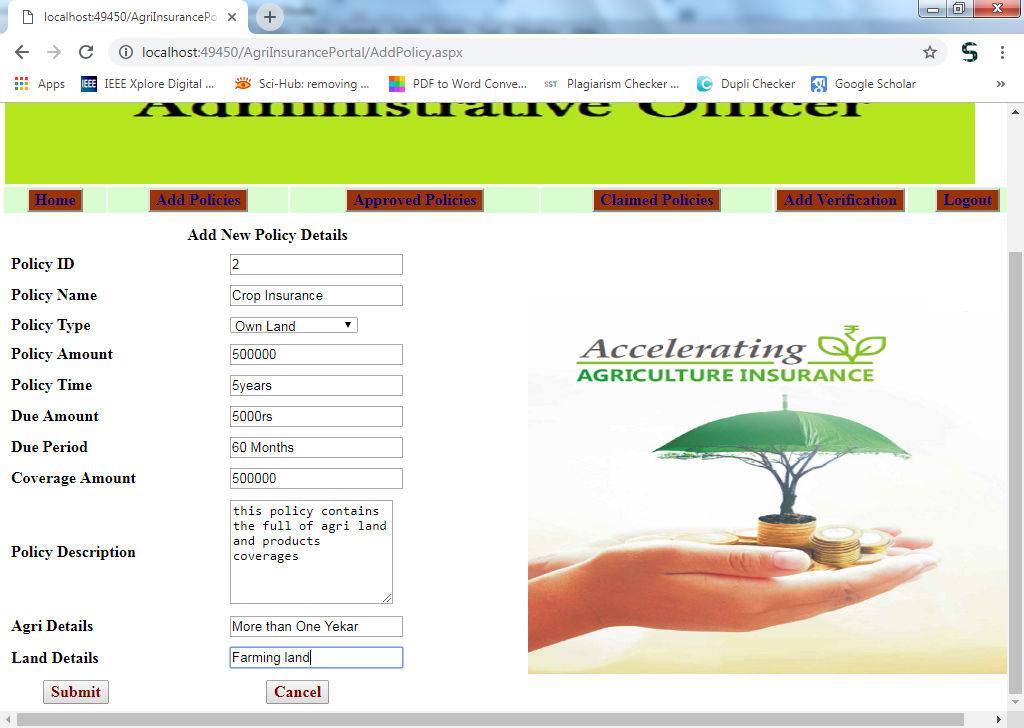 localhost:49450/AgriInsurancePo
localhost:49450/AgriInsurancePortal/AddPolicy.aspx
Apps IEEE IEEE Xplore Digital ... Sci-Hub: removing ... PDF to Word Conve... SST Plagiarism Checker ... Dupli Checker Google Scholar »
Administrative Officer
Home Add Policies Approved Policies Claimed Policies Add Verification Logout
Add New Policy Details
Policy ID 2
Policy Name Crop Insurance
Policy Type Own Land
Policy Amount 500000
Policy Time 5years
Due Amount 5000rs
Due Period 60 Months
Coverage Amount 500000
Policy Description
this policy contains
the full of agri land
and products
coverages
Agri Details More than One Yekar
Land Details Farming land
Submit Cancel
Accelerating
AGRICULTURE INSURANCE